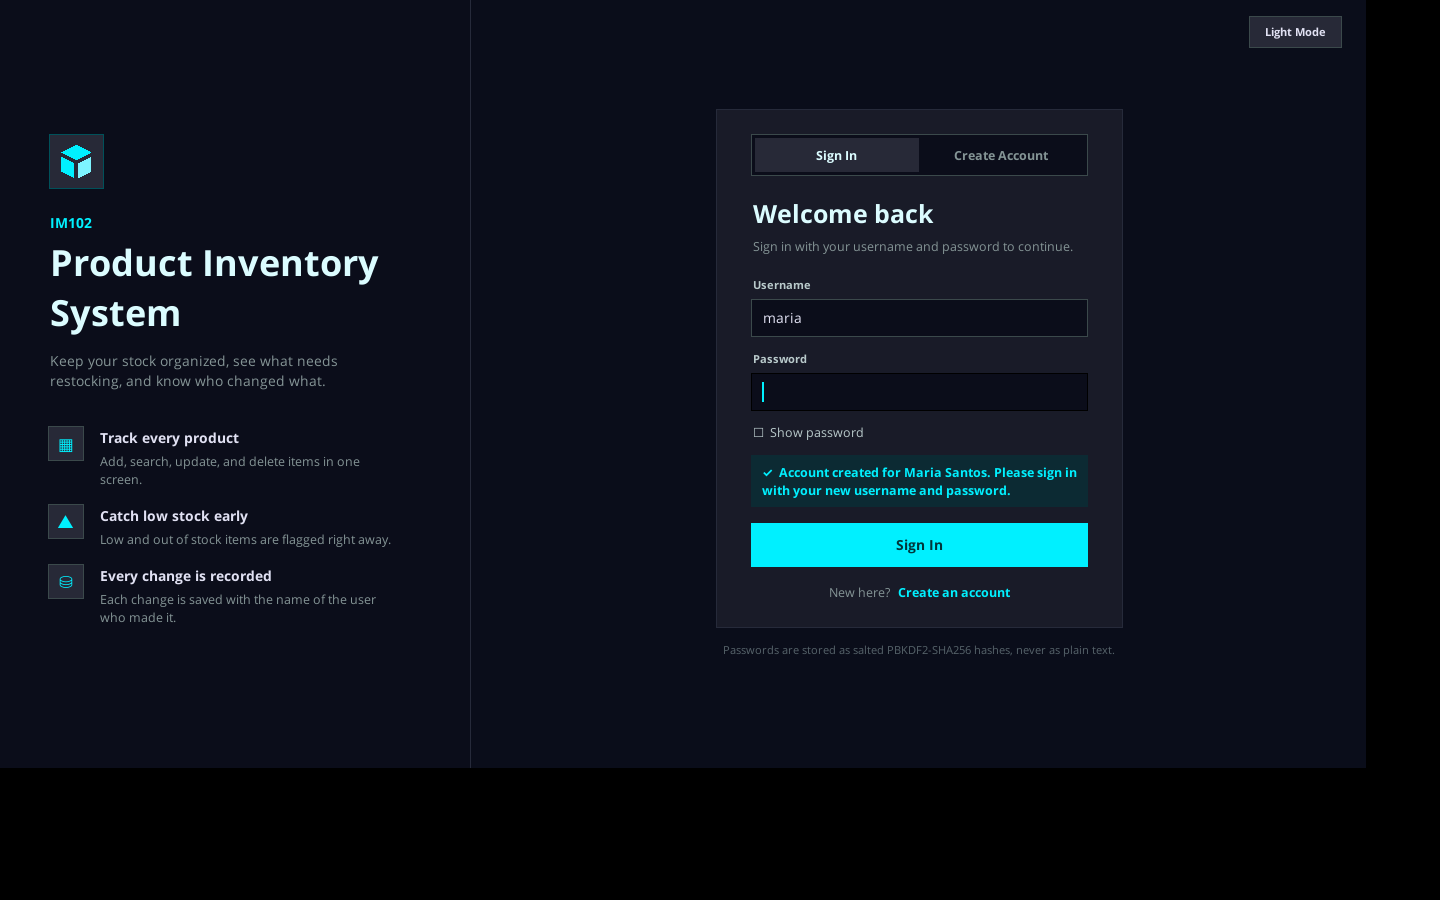 Light Mode
IM102
Product Inventory
System
Keep your stock organized, see what needs
restocking, and know who changed what.
Track every product
Add, search, update, and delete items in one
screen.
Catch low stock early
Low and out of stock items are flagged right away.
Every change is recorded
Each change is saved with the name of the user
who made it.
Sign In
Create Account
Welcome back
Sign in with your username and password to continue.
Username
maria
Password
Show password
✓ Account created for Maria Santos. Please sign in
with your new username and password.
Sign In
New here? Create an account
Passwords are stored as salted PBKDF2-SHA256 hashes, never as plain text.